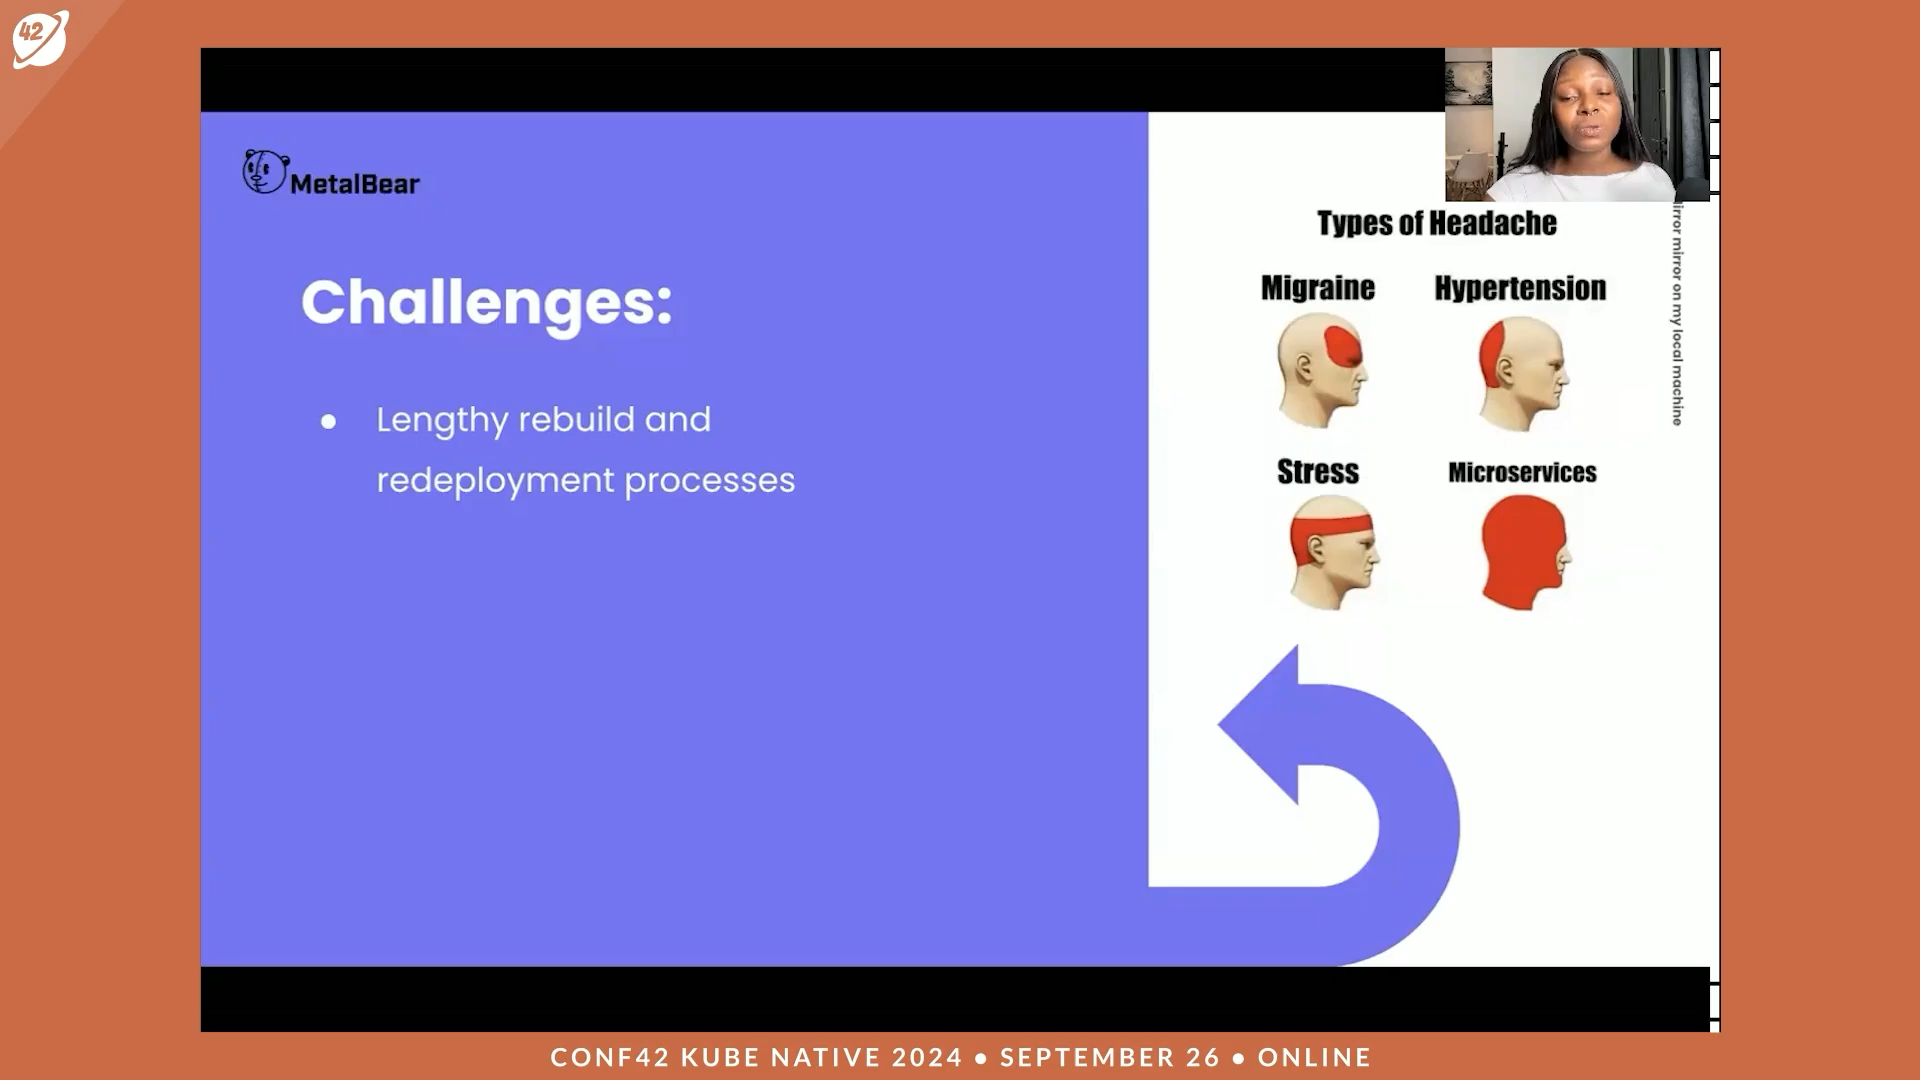 42
MetalBear
Challenges:
● Lengthy rebuild and
redeployment processes
Types of Headache
Migraine
Hypertension
Stress
Microservices
mirror on my local machine
CONF42 KUBE NATIVE 2024 ● SEPTEMBER 26 ● ONLINE